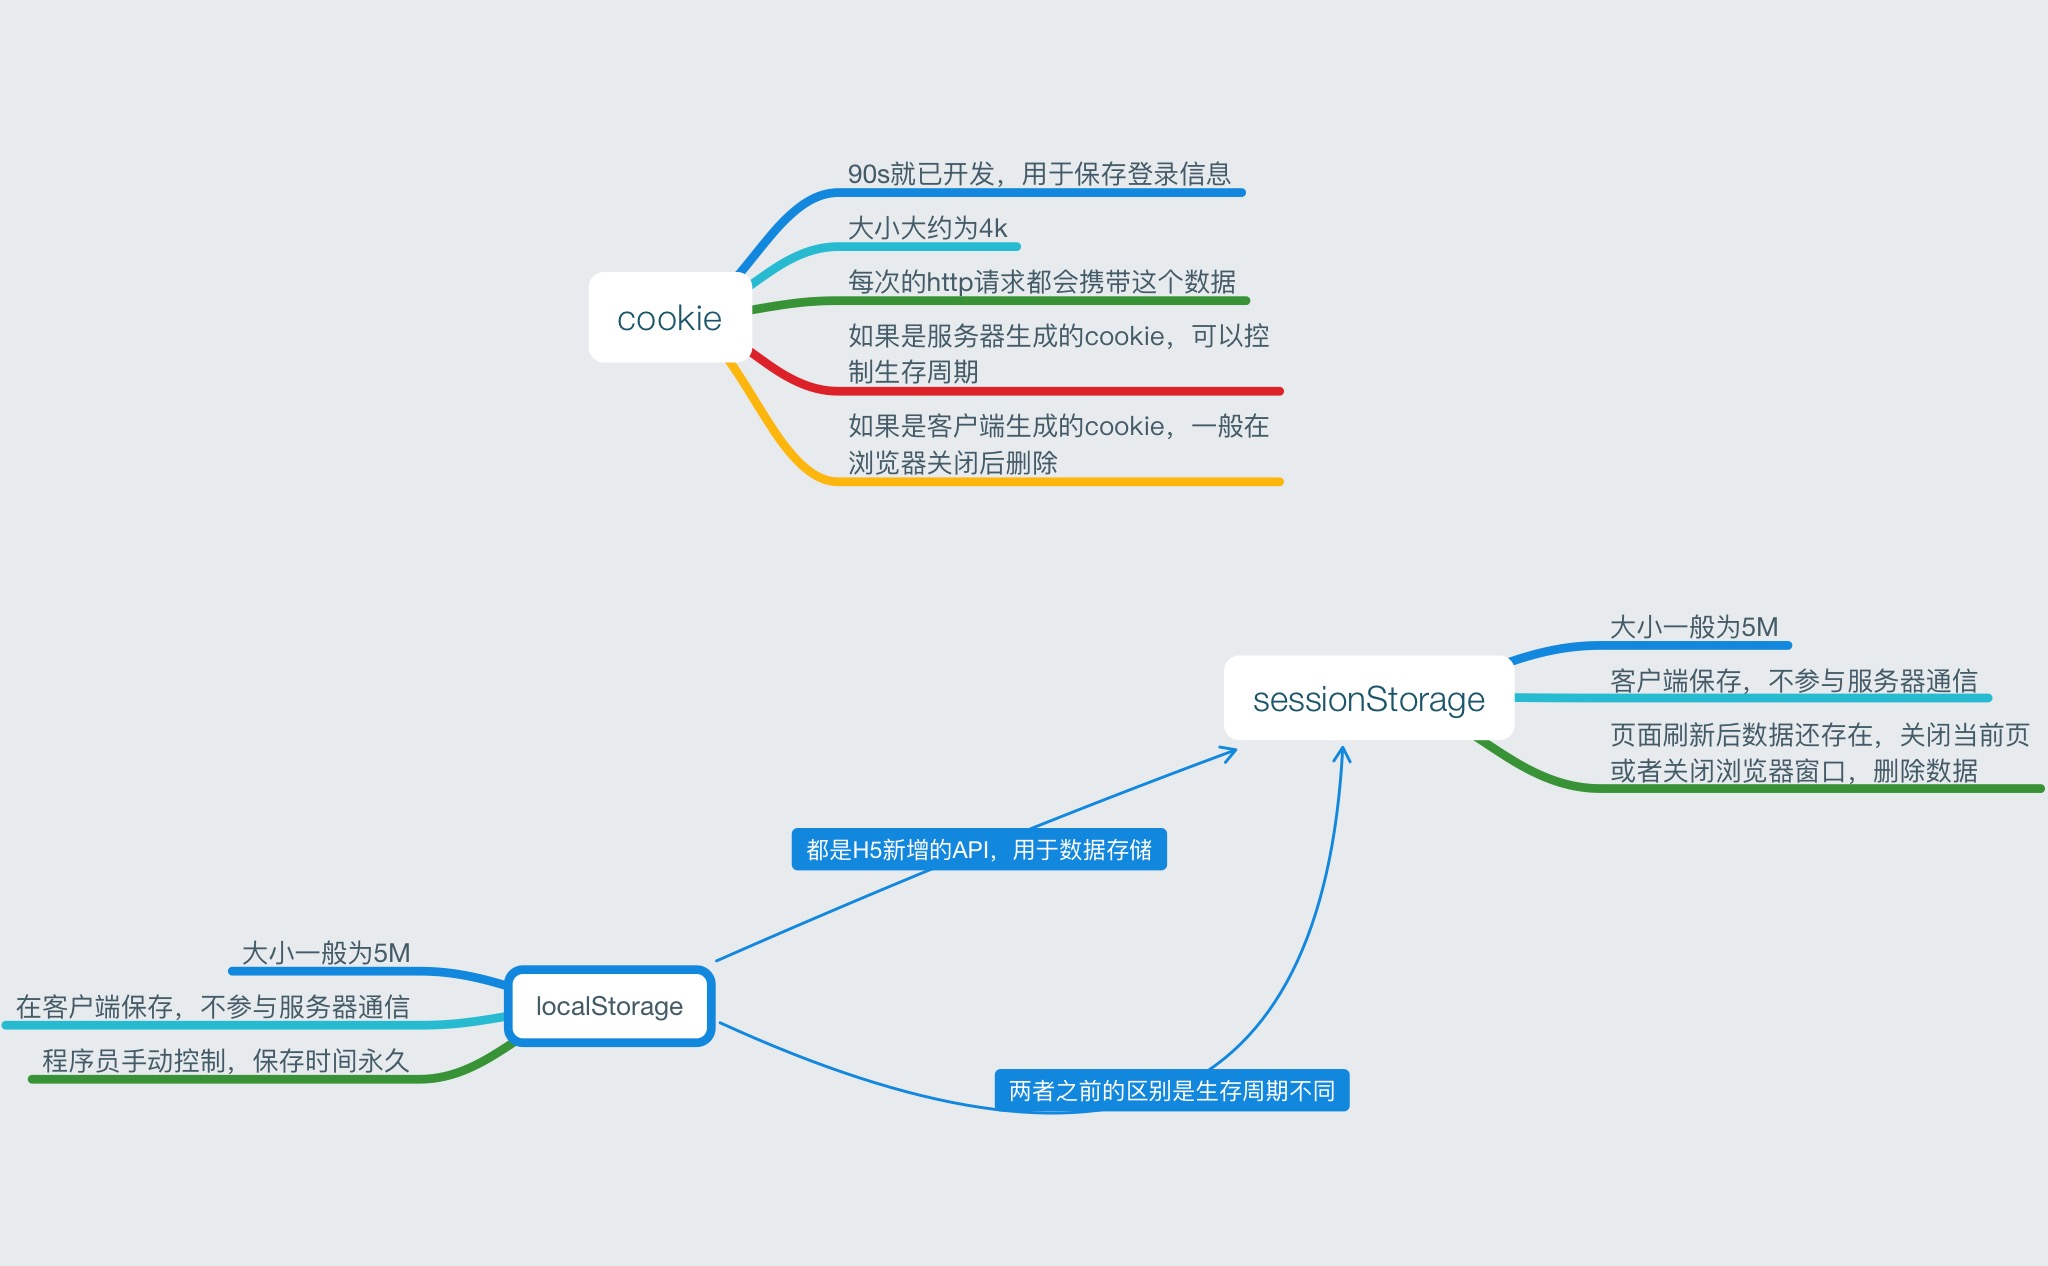 90s就已开发，用于保存登录信息
大小大约为4k
每次的http请求都会携带这个数据
cookie
如果是服务器生成的cookie，可以控
制生存周期
如果是客户端生成的cookie，一般在
浏览器关闭后删除
大小一般为5M
sessionStorage
客户端保存，不参与服务器通信
页面刷新后数据还存在，关闭当前页
或者关闭浏览器窗口，删除数据
都是H5新增的API，用于数据存储
大小一般为5M
localStorage
在客户端保存，不参与服务器通信
程序员手动控制，保存时间永久
两者之前的区别是生存周期不同